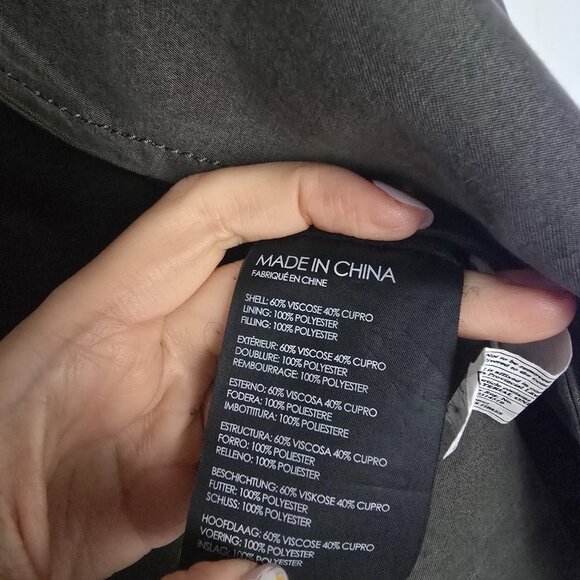 MADE IN CHINA
FABRIQUÉ EN CHINE
SHELL: 60% VISCOSE 40% CUPRO
LINING: 100% POLYESTER
FILLING: 100% POLYESTER
EXTÉRIEUR: 60% VISCOSE 40% CUPRO
DOUBLURE: 100% POLYESTER
REMBOURRAGE: 100% POLYESTER
ESTERNO: 60% VISCOSA 40% CUPRO
FODERA: 100% POLIESTERE
IMBOTTITURA: 100% POLIESTERE
ESTRUCTURA: 60% VISCOSA 40% CUPRO
FORRO: 100% POLIESTER
RELLENO: 100% POLIESTER
BESCHICHTUNG: 60% VISKOSE 40% CUPRO
FUTTER: 100% POLYESTER
SCHUSS: 100% POLYESTER
HOOFDLAAG: 60% VISCOSE 40% CUPRO
VOERING: 100% POLYESTER
INSLAG: 100% POLYESTER